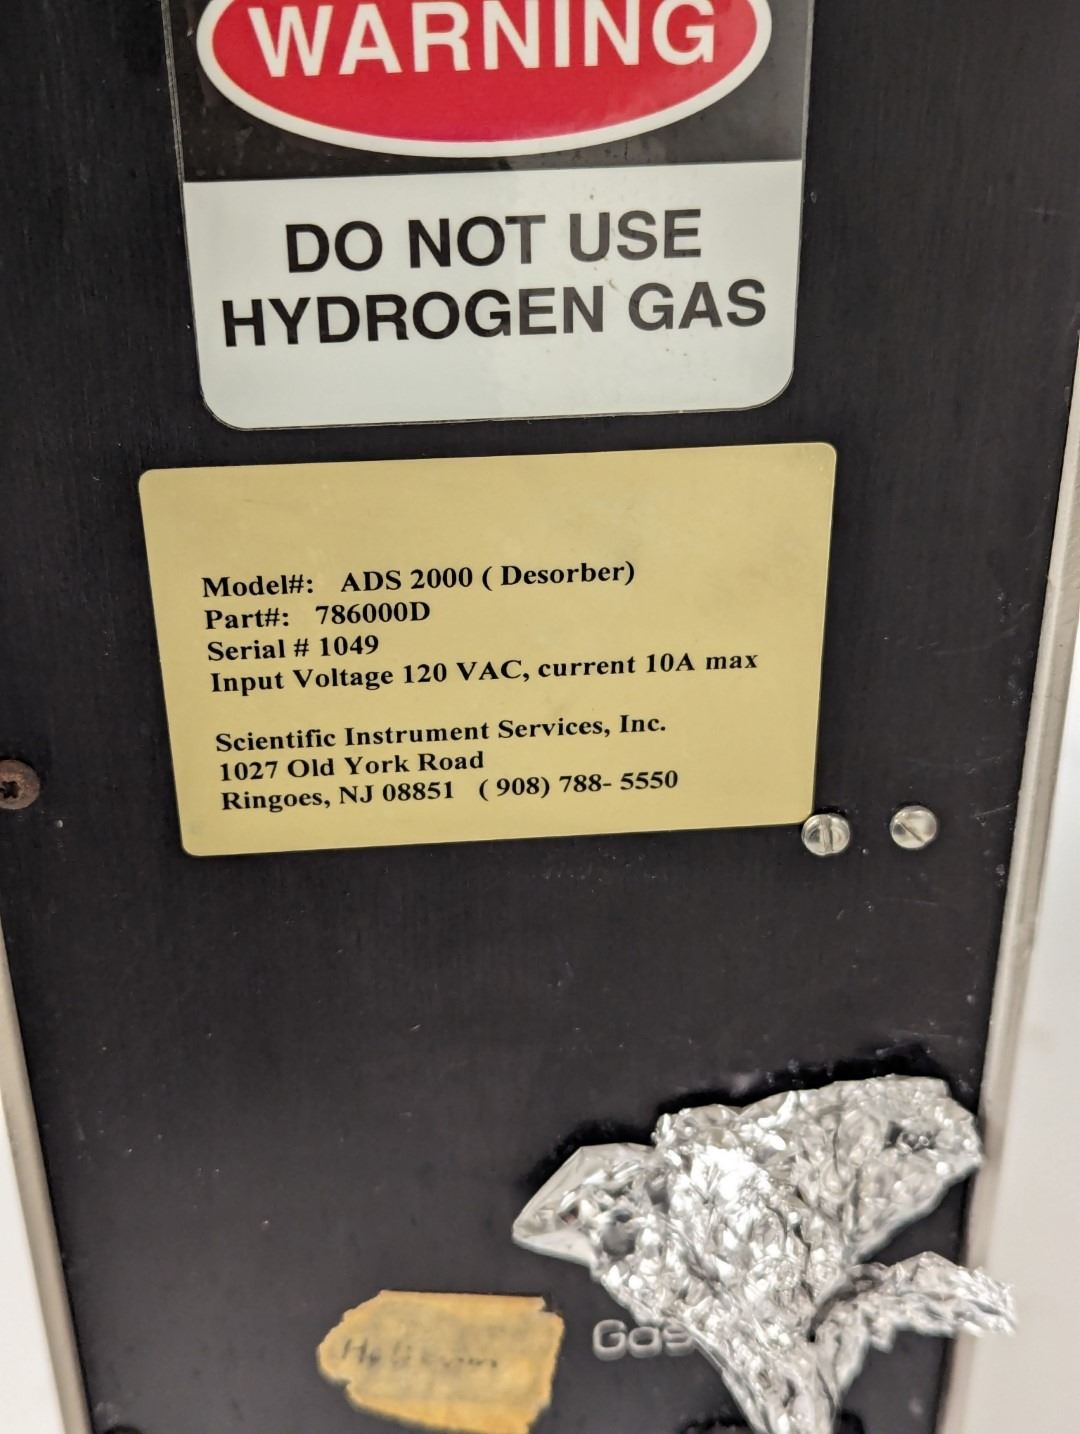 WARNING
DO NOT USE
HYDROGEN GAS
Model#: ADS 2000 ( Desorber)
Part#: 786000D
Serial # 1049
Input Voltage 120 VAC, current 10A max
Scientific Instrument Services, Inc.
1027 Old York Road
Ringoes, NJ 08851 ( 908) 788- 5550
Gas